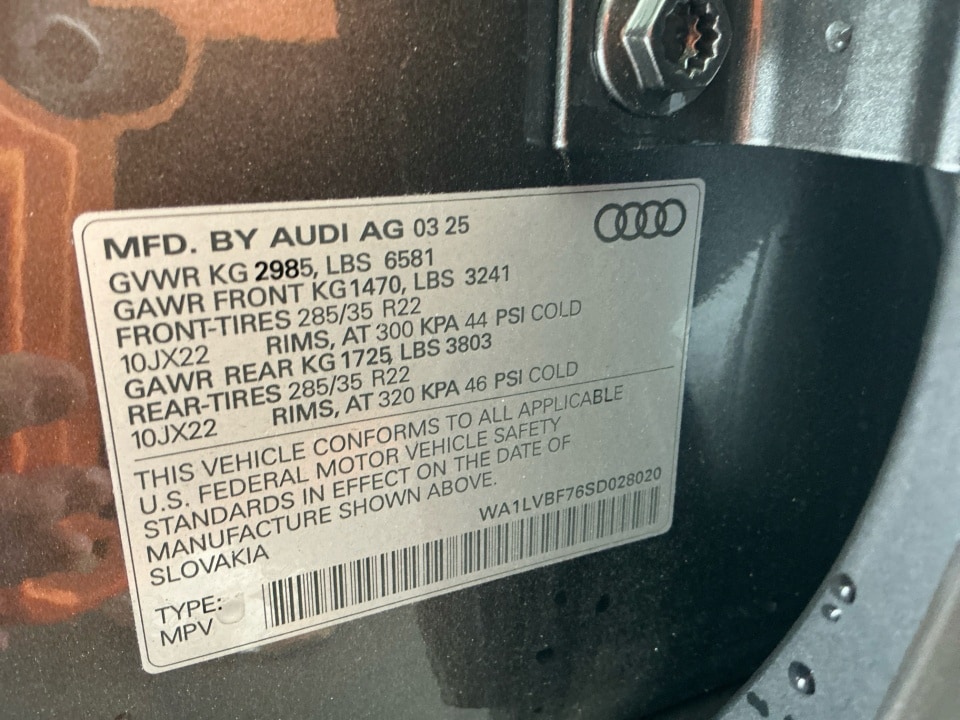 MFD. BY AUDI AG 03 25
GVWR KG 2985, LBS 6581
GAWR FRONT KG 1470, LBS 3241
FRONT-TIRES 285/35 R22
10JX22 RIMS, AT 300 KPA 44 PSI COLD
GAWR REAR KG 1725, LBS 3803
REAR-TIRES 285/35 R22
10JX22 RIMS, AT 320 KPA 46 PSI COLD
THIS VEHICLE CONFORMS TO ALL APPLICABLE
U.S. FEDERAL MOTOR VEHICLE SAFETY
STANDARDS IN EFFECT ON THE DATE OF
MANUFACTURE SHOWN ABOVE.
SLOVAKIA WA1LVBF76SD028020
TYPE:
MPV